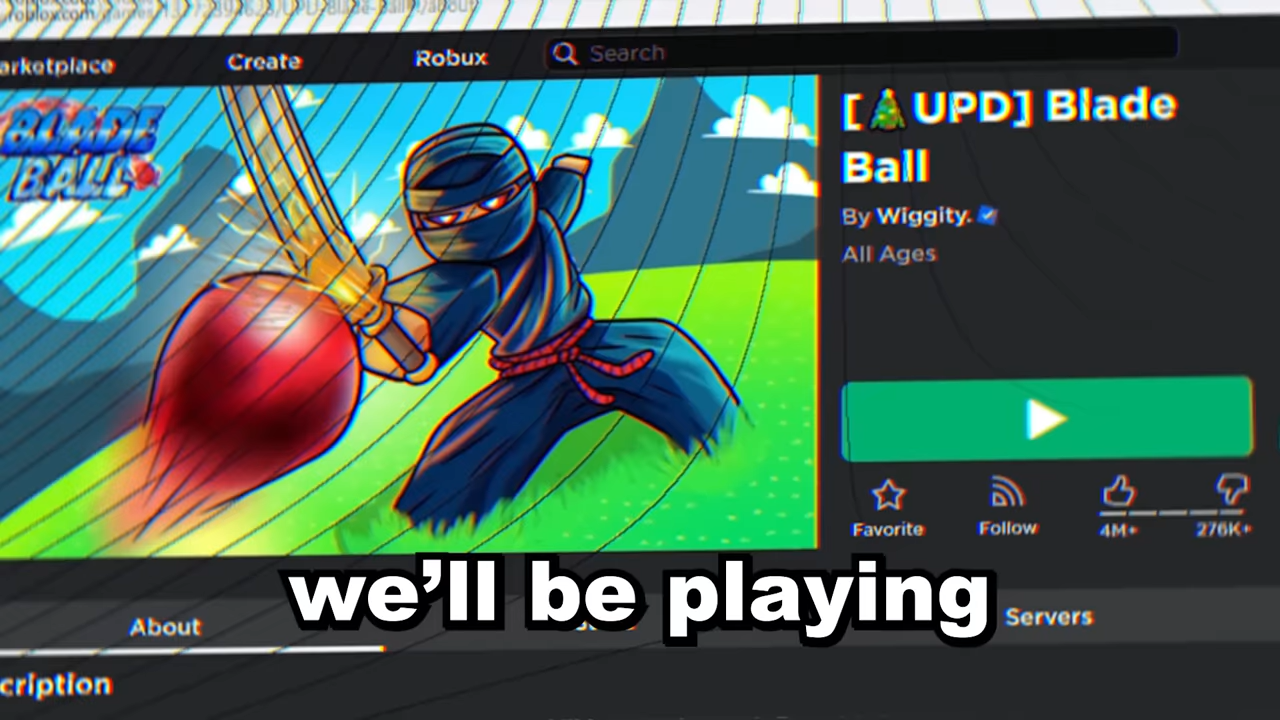 arketplace
Create
Robux
Search
BLADE
BALL
[🎄UPD] Blade
Ball
By Wiggity.
All Ages
Favorite
Follow
4M+
276K+
we'll be playing
About
Servers
cription